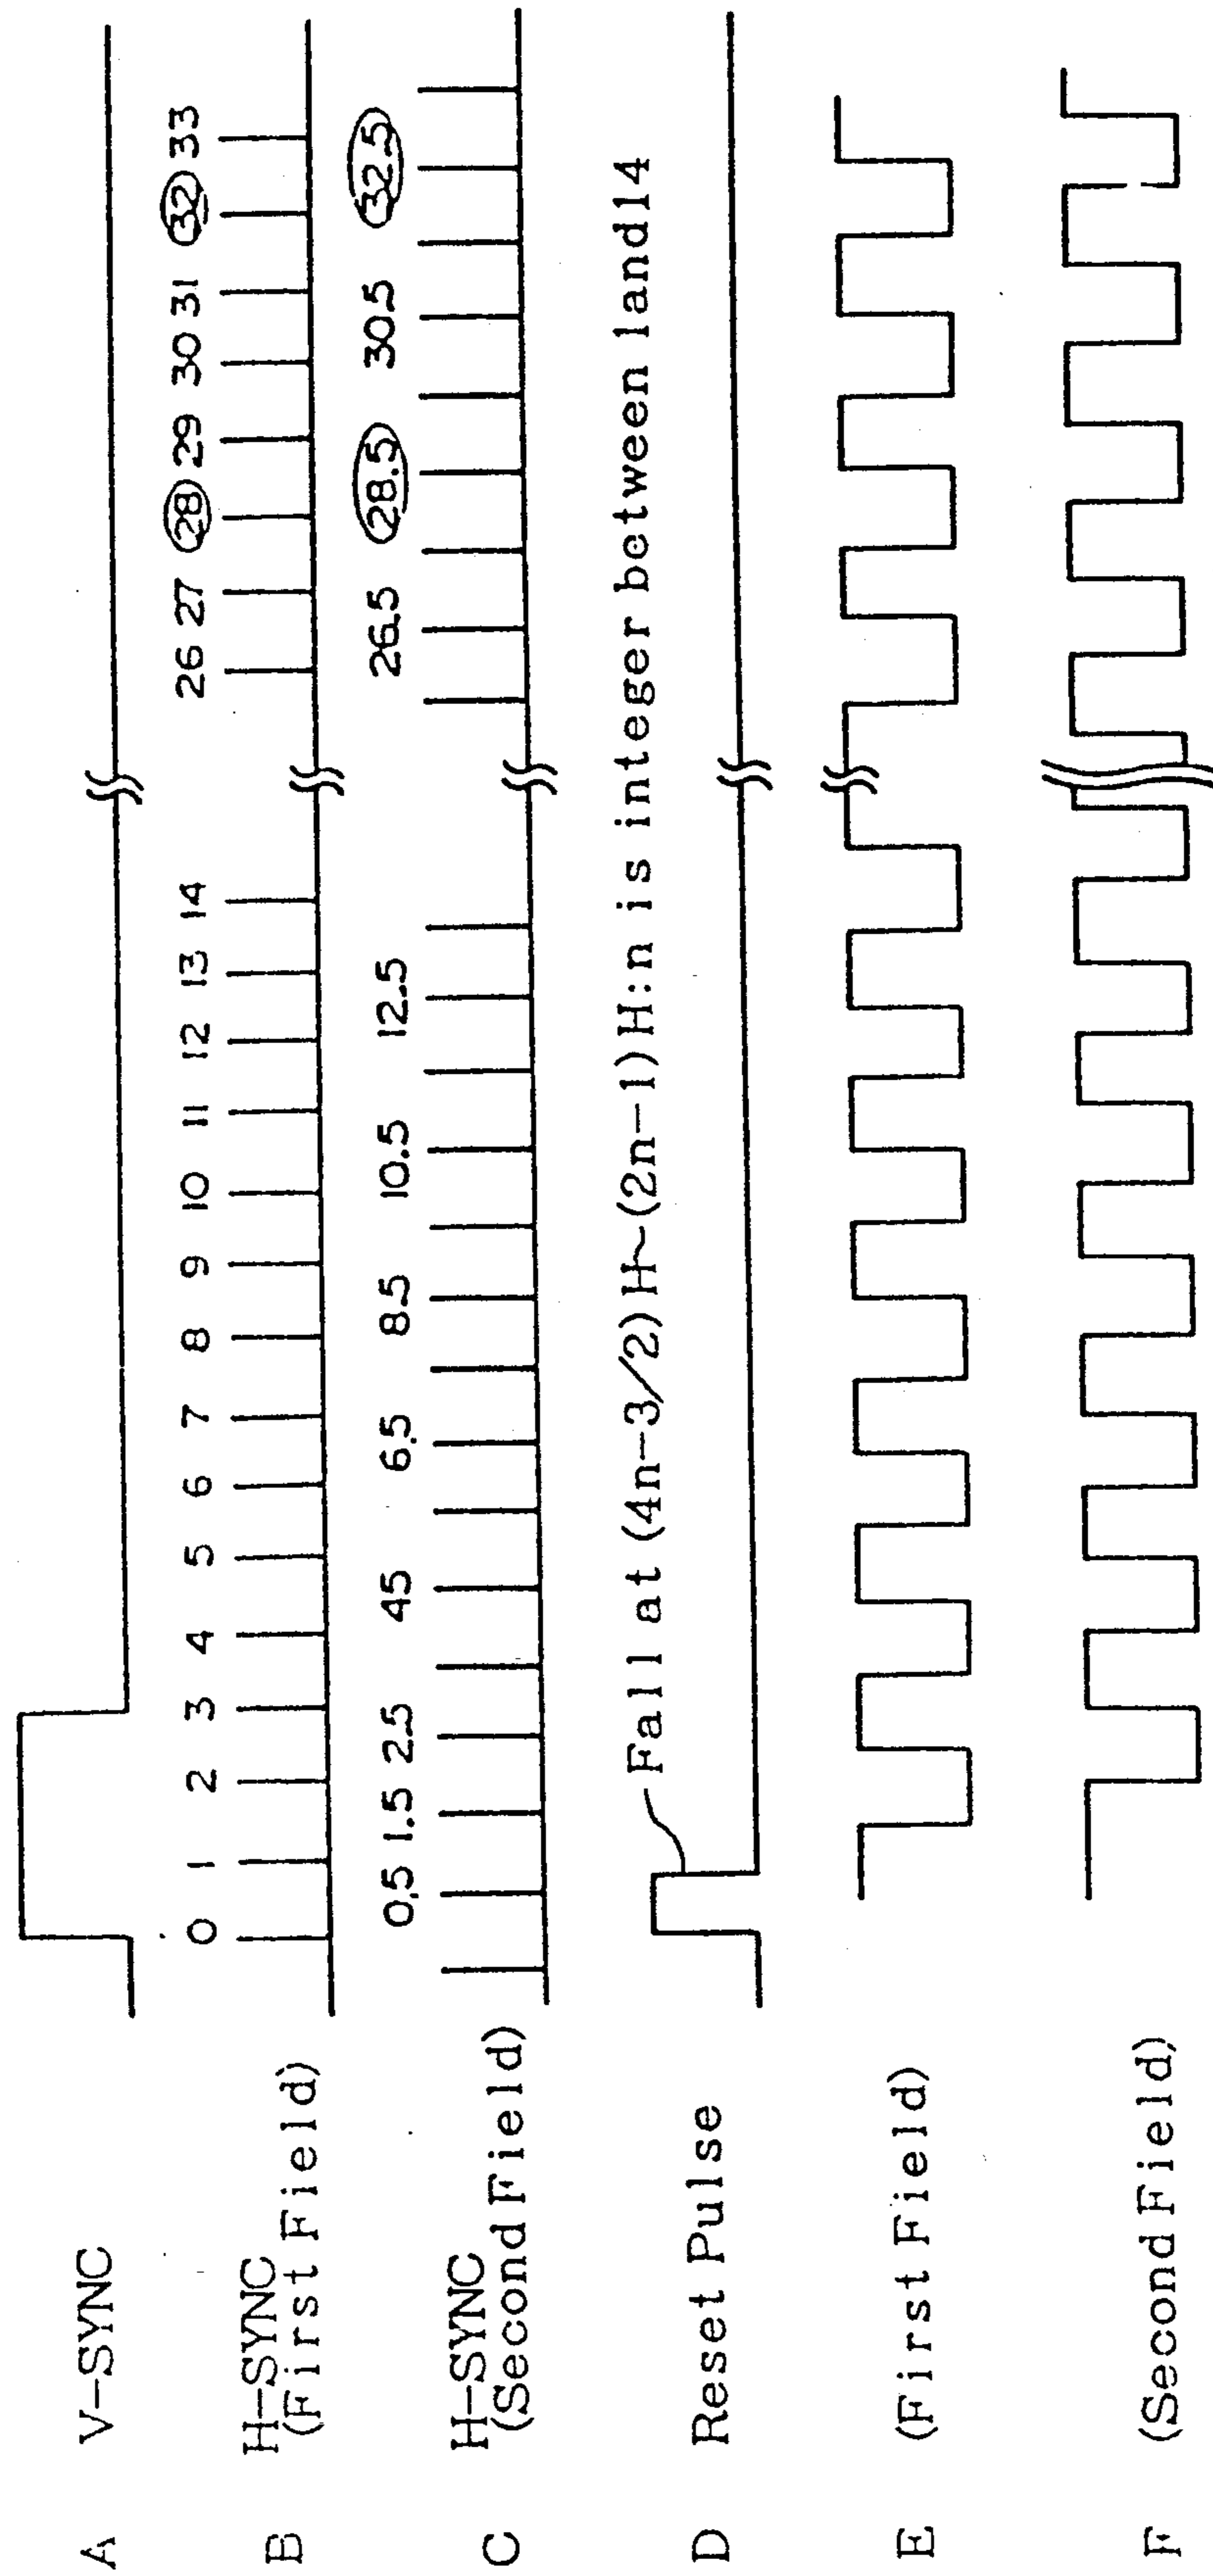 A V-SYNC
B H-SYNC
(First Field)
0 1 2 3 4 5 6 7 8 9 10 11 12 13 14 26 27 28 29 30 31 32 33
C H-SYNC
(Second Field)
0.5 1.5 2.5 45 6.5 8.5 10.5 12.5 26.5 28.5 30.5 32.5
D Reset Pulse
Fall at (4n-3/2)H~(2n-1)H:n is integer between 1and14
E (First Field)
F (Second Field)